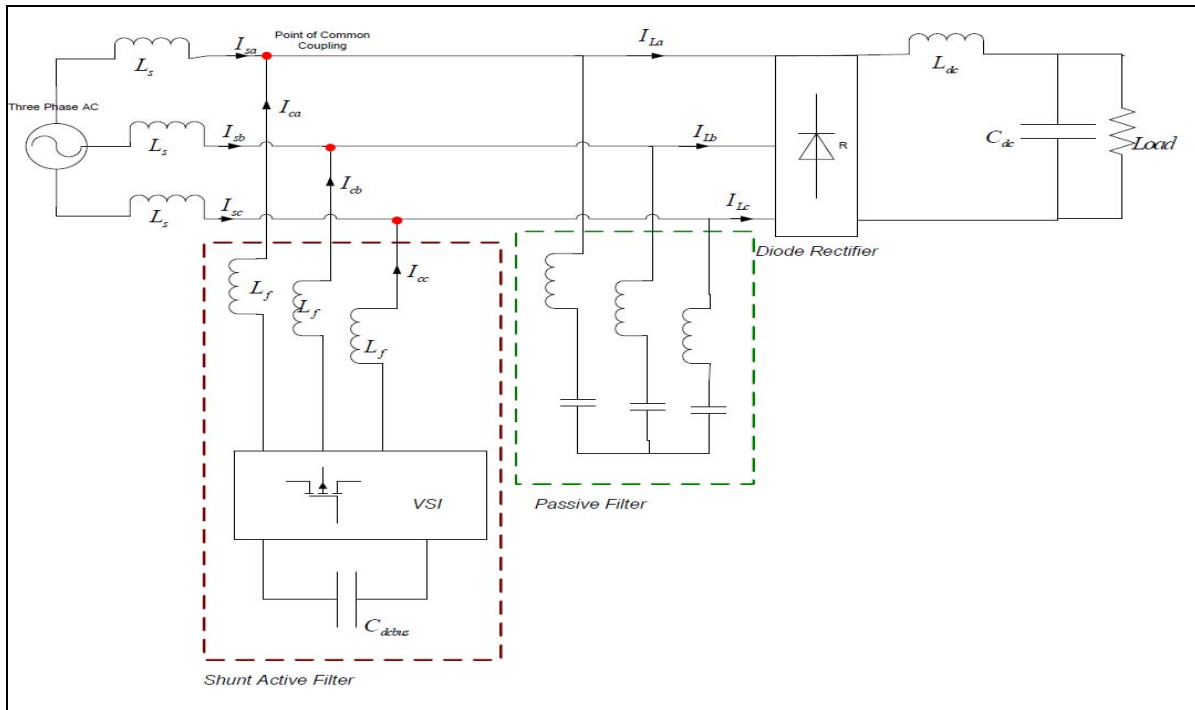 Point of Common
Coupling
I_sa
I_La
L_s
L_dc
Three Phase AC
I_ca
I_sb
I_Lb
R
C_dc
Load
L_s
I_cb
I_sc
I_Lc
L_s
Diode Rectifier
I_cc
L_f
L_f
L_f
VSI
Passive Filter
C_dcbus
Shunt Active Filter